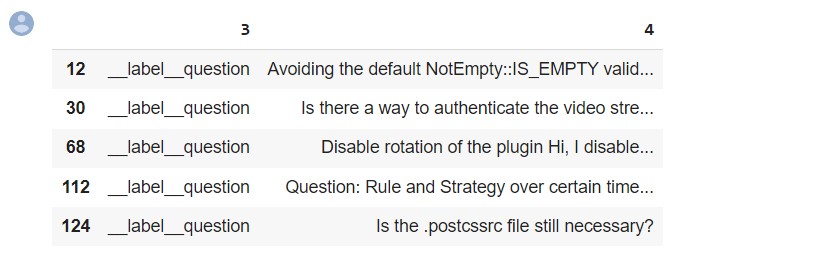 3 4
12 __label__question Avoiding the default NotEmpty::IS_EMPTY valid...
30 __label__question Is there a way to authenticate the video stre...
68 __label__question Disable rotation of the plugin Hi, I disable...
112 __label__question Question: Rule and Strategy over certain time...
124 __label__question Is the .postcssrc file still necessary?